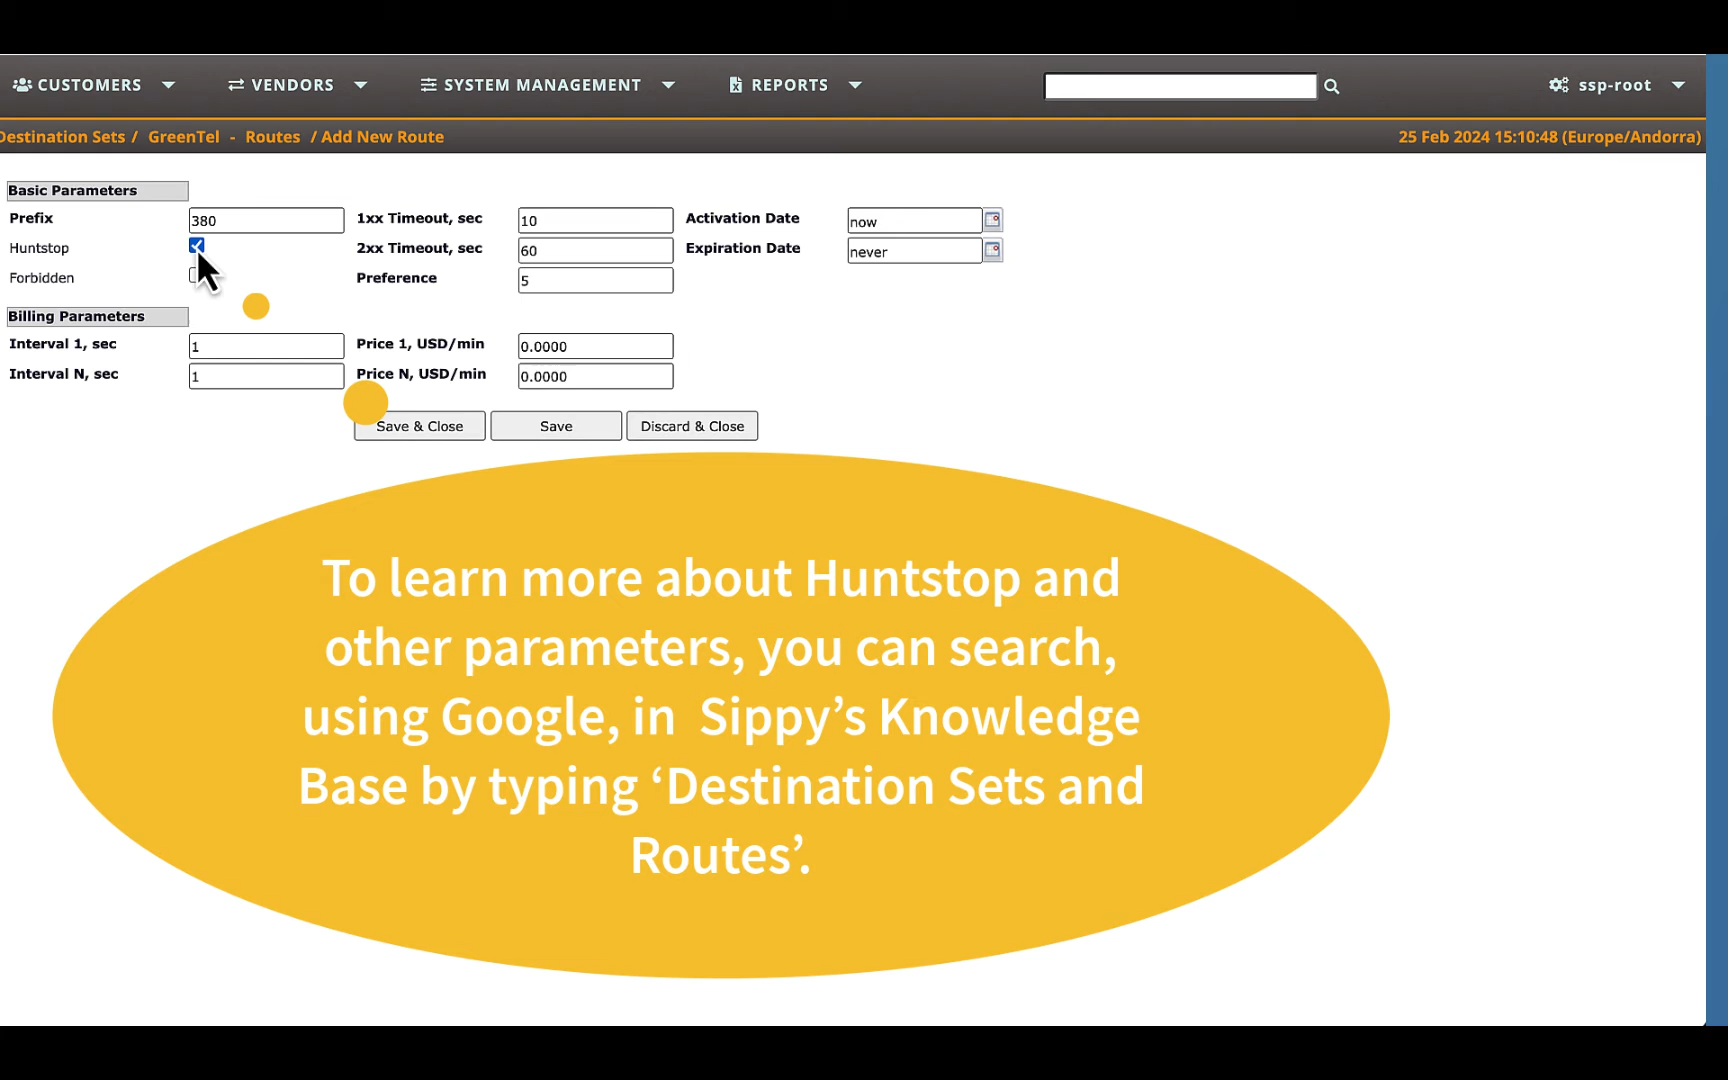 CUSTOMERS VENDORS SYSTEM MANAGEMENT REPORTS ssp-root
Destination Sets / GreenTel - Routes / Add New Route 25 Feb 2024 15:10:48 (Europe/Andorra)
Basic Parameters
Prefix 380 1xx Timeout, sec 10 Activation Date now
Huntstop 2xx Timeout, sec 60 Expiration Date never
Forbidden Preference 5
Billing Parameters
Interval 1, sec 1 Price 1, USD/min 0.0000
Interval N, sec 1 Price N, USD/min 0.0000
Save & Close Save Discard & Close
To learn more about Huntstop and
other parameters, you can search,
using Google, in Sippy’s Knowledge
Base by typing ‘Destination Sets and
Routes’.